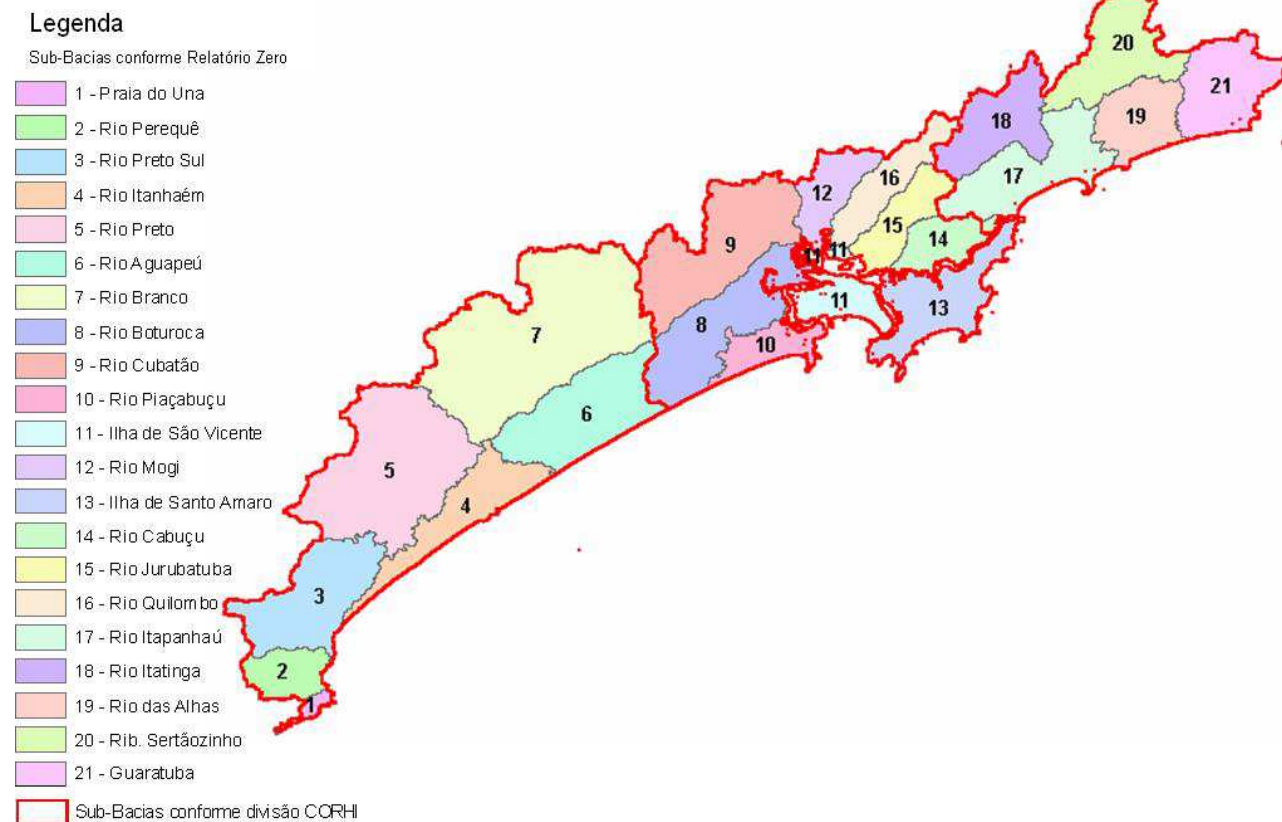 Legenda
Sub-Bacias conforme Relatório Zero
1 - Praia do Una
2 - Rio Perequê
3 - Rio Preto Sul
4 - Rio Itanhaém
5 - Rio Preto
6 - Rio Aguapeú
7 - Rio Branco
8 - Rio Boturoca
9 - Rio Cubatão
10 - Rio Piaçabuçu
11 - Ilha de São Vicente
12 - Rio Mogi
13 - Ilha de Santo Amaro
14 - Rio Cabuçu
15 - Rio Jurubatuba
16 - Rio Quilombo
17 - Rio Itapanhaú
18 - Rio Itatinga
19 - Rio das Alhas
20 - Rib. Sertãozinho
21 - Guaratuba
Sub-Bacias conforme divisão CORHI
20
21
19
18
17
16
12
15
14
9
11
11
11
13
8
10
7
6
5
4
3
2
1